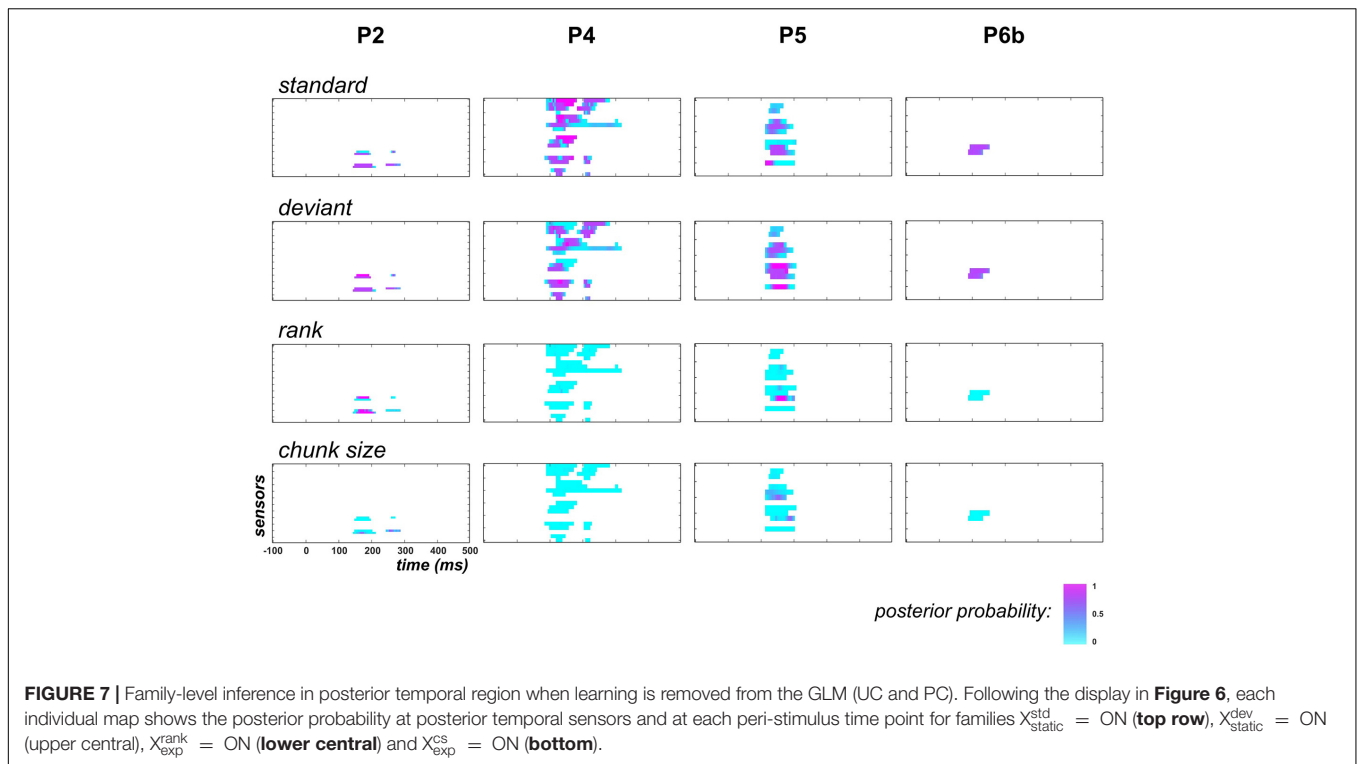 P2 P4 P5 P6b
standard
deviant
rank
chunk size
sensors
-100 0 100 200 300 400 500
time (ms)
posterior probability:
1
0.5
0
FIGURE 7 | Family-level inference in posterior temporal region when learning is removed from the GLM (UC and PC). Following the display in Figure 6, each
individual map shows the posterior probability at posterior temporal sensors and at each peri-stimulus time point for families X^std_static = ON (top row), X^dev_static = ON
(upper central), X^rank_exp = ON (lower central) and X^cs_exp = ON (bottom).